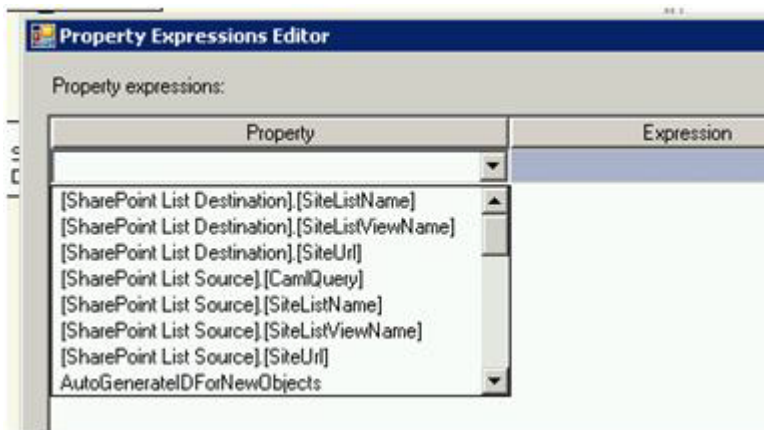 Property Expressions Editor
Property expressions:
Property Expression
[SharePoint List Destination].[SiteListName]
[SharePoint List Destination].[SiteListViewName]
[SharePoint List Destination].[SiteUrl]
[SharePoint List Source].[CamlQuery]
[SharePoint List Source].[SiteListName]
[SharePoint List Source].[SiteListViewName]
[SharePoint List Source].[SiteUrl]
AutoGenerateIDForNewObjects